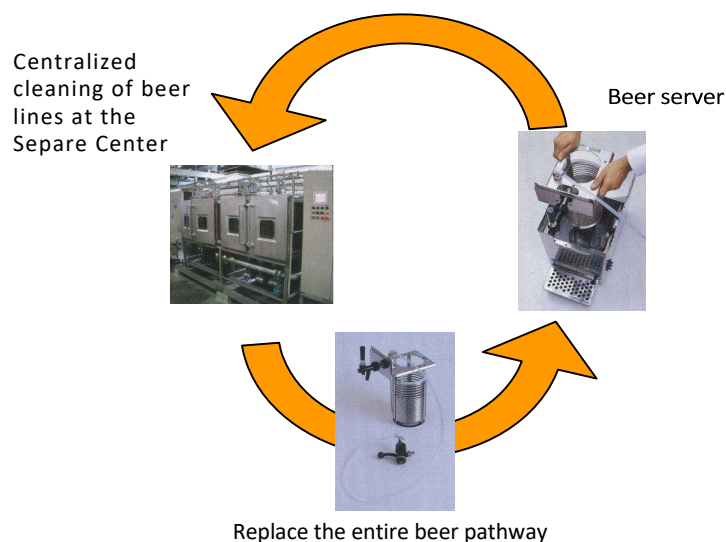 Centralized
cleaning of beer
lines at the
Separe Center
Beer server
Replace the entire beer pathway